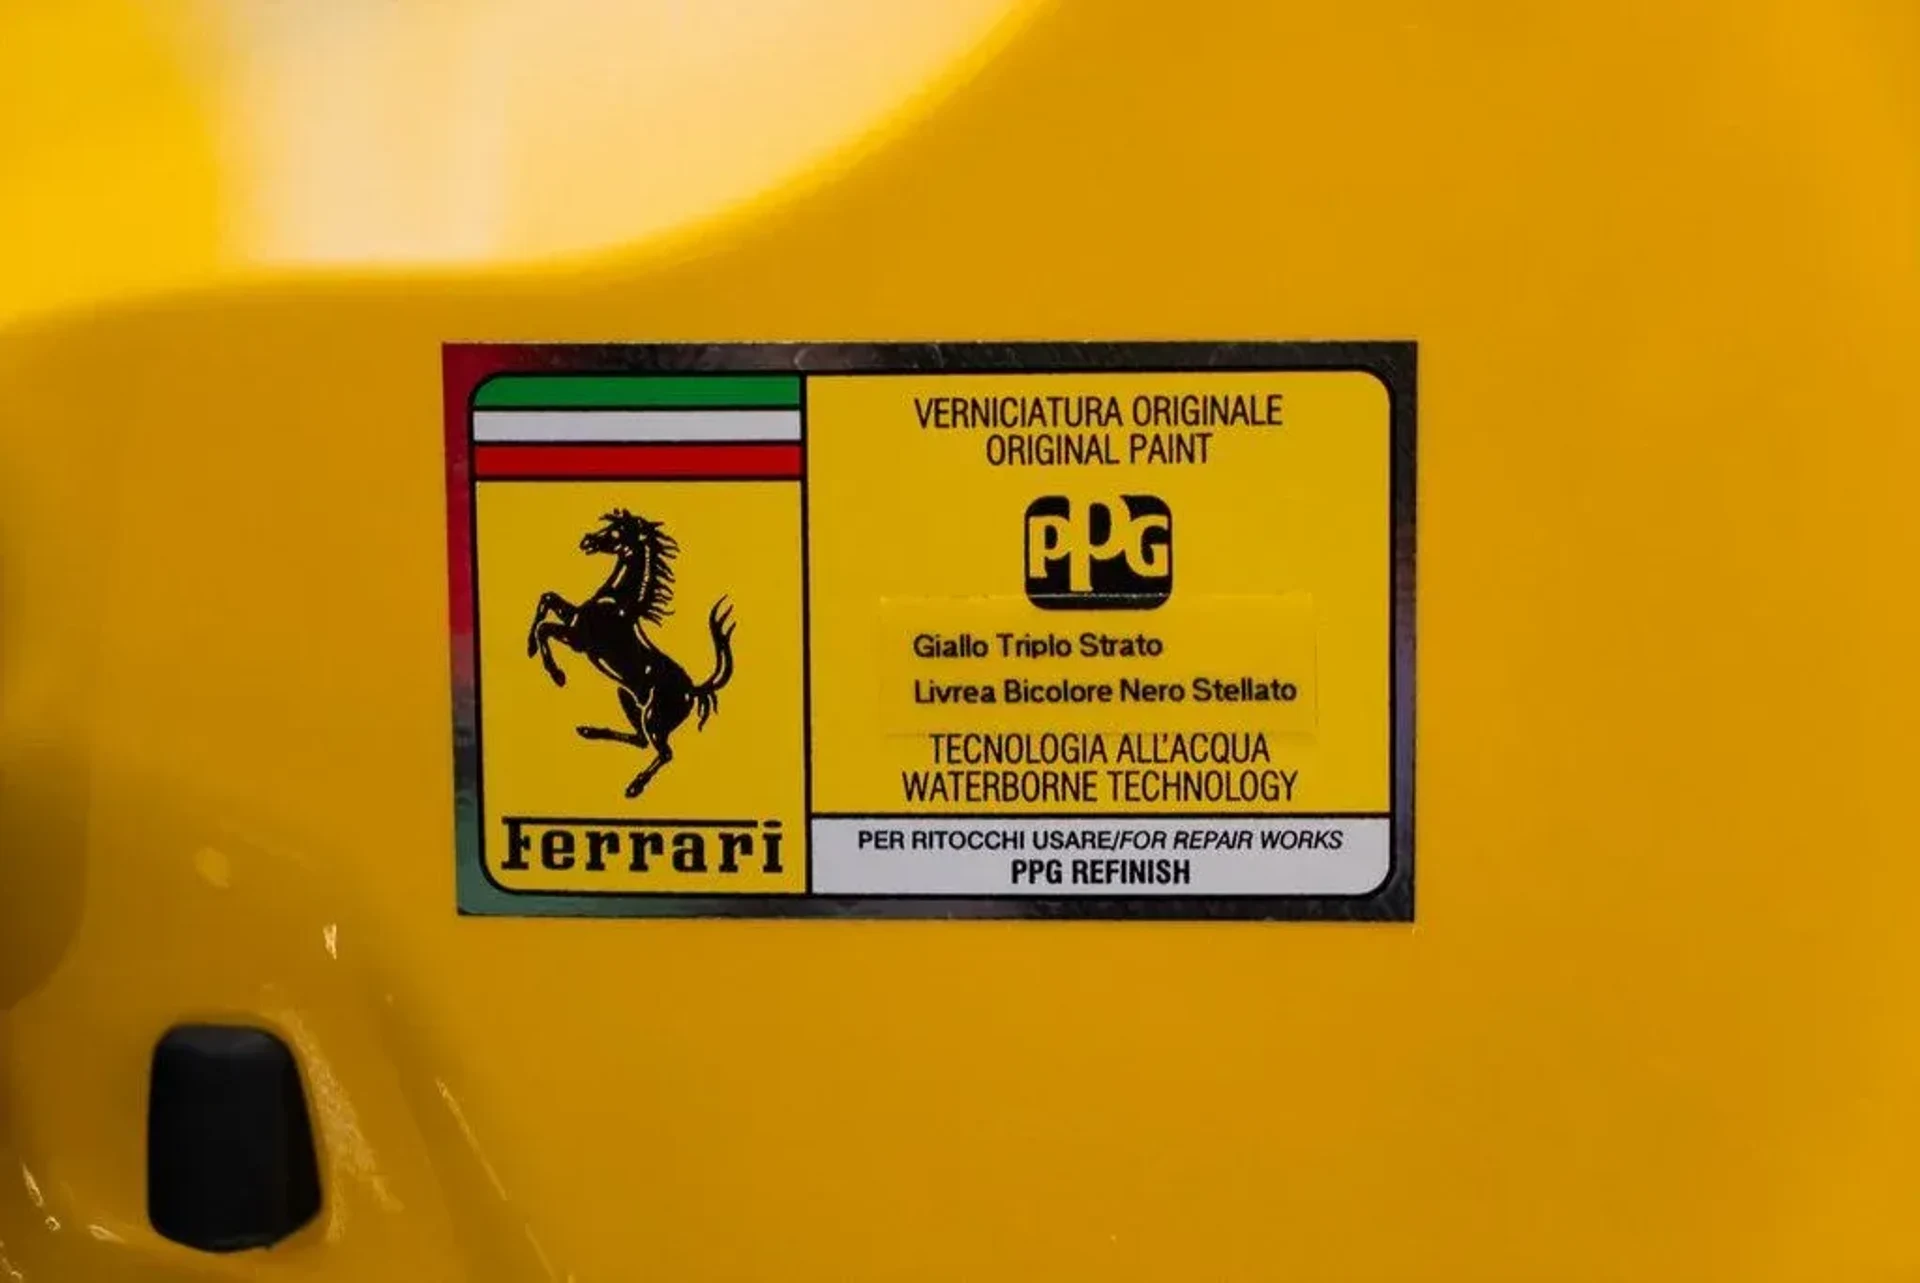 VERNICIATURA ORIGINALE
ORIGINAL PAINT
PPG
Giallo Triplo Strato
Livrea Bicolore Nero Stellato
TECNOLOGIA ALL'ACQUA
WATERBORNE TECHNOLOGY
Ferrari
PER RITOCCHI USARE/FOR REPAIR WORKS
PPG REFINISH